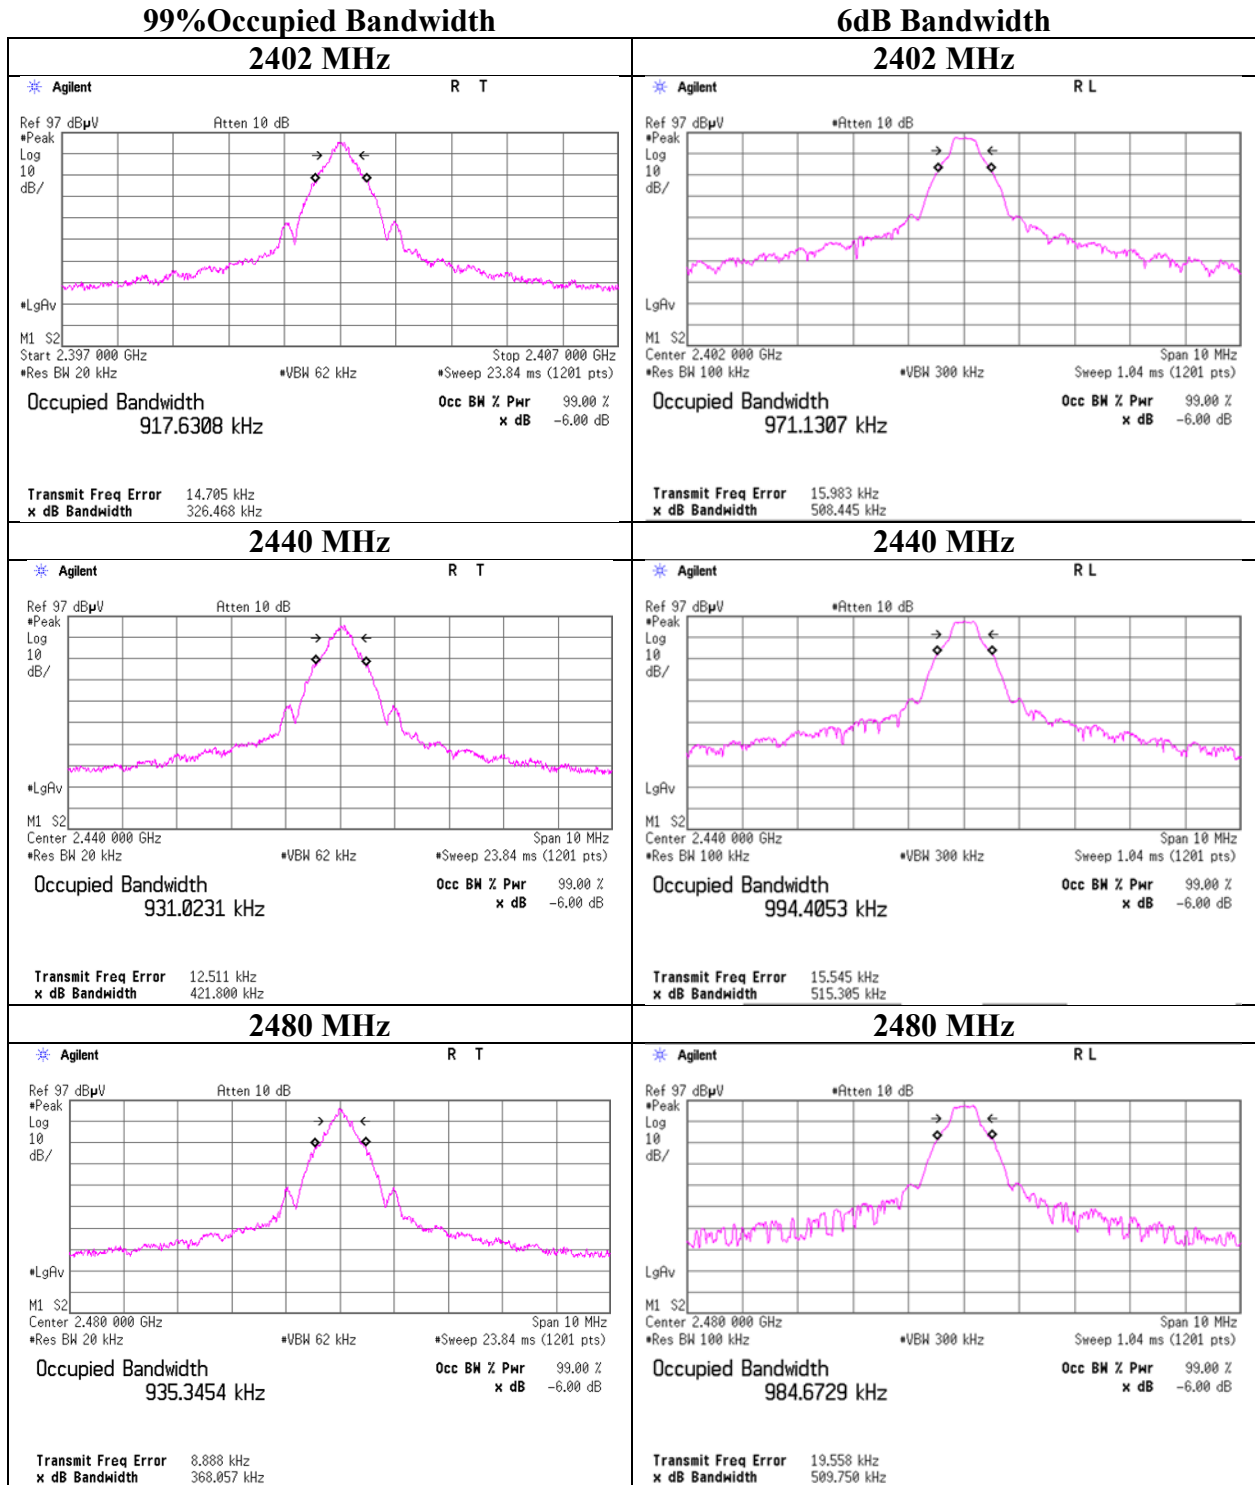 99%Occupied Bandwidth
6dB Bandwidth
2402 MHz
2402 MHz
Agilent
R T
Ref 97 dBµV
Atten 10 dB
#Peak
Log
10
dB/
#LgAv
M1 S2
Start 2.397 000 GHz
Stop 2.407 000 GHz
#Res BW 20 kHz
#VBW 62 kHz
#Sweep 23.84 ms (1201 pts)
Occupied Bandwidth
917.6308 kHz
Occ BW % Pwr 99.00 %
x dB -6.00 dB
Transmit Freq Error 14.705 kHz
x dB Bandwidth 326.468 kHz
Agilent
R L
Ref 97 dBµV
#Atten 10 dB
#Peak
Log
10
dB/
LgAv
M1 S2
Center 2.402 000 GHz
Span 10 MHz
#Res BW 100 kHz
#VBW 300 kHz
Sweep 1.04 ms (1201 pts)
Occupied Bandwidth
971.1307 kHz
Occ BW % Pwr 99.00 %
x dB -6.00 dB
Transmit Freq Error 15.983 kHz
x dB Bandwidth 508.445 kHz
2440 MHz
2440 MHz
Agilent
R T
Ref 97 dBµV
Atten 10 dB
#Peak
Log
10
dB/
#LgAv
M1 S2
Center 2.440 000 GHz
Span 10 MHz
#Res BW 20 kHz
#VBW 62 kHz
#Sweep 23.84 ms (1201 pts)
Occupied Bandwidth
931.0231 kHz
Occ BW % Pwr 99.00 %
x dB -6.00 dB
Transmit Freq Error 12.511 kHz
x dB Bandwidth 421.800 kHz
Agilent
R L
Ref 97 dBµV
#Atten 10 dB
#Peak
Log
10
dB/
LgAv
M1 S2
Center 2.440 000 GHz
Span 10 MHz
#Res BW 100 kHz
#VBW 300 kHz
Sweep 1.04 ms (1201 pts)
Occupied Bandwidth
994.4053 kHz
Occ BW % Pwr 99.00 %
x dB -6.00 dB
Transmit Freq Error 15.545 kHz
x dB Bandwidth 515.305 kHz
2480 MHz
2480 MHz
Agilent
R T
Ref 97 dBµV
Atten 10 dB
#Peak
Log
10
dB/
#LgAv
M1 S2
Center 2.480 000 GHz
Span 10 MHz
#Res BW 20 kHz
#VBW 62 kHz
#Sweep 23.84 ms (1201 pts)
Occupied Bandwidth
935.3454 kHz
Occ BW % Pwr 99.00 %
x dB -6.00 dB
Transmit Freq Error 8.888 kHz
x dB Bandwidth 368.057 kHz
Agilent
R L
Ref 97 dBµV
#Atten 10 dB
#Peak
Log
10
dB/
LgAv
M1 S2
Center 2.480 000 GHz
Span 10 MHz
#Res BW 100 kHz
#VBW 300 kHz
Sweep 1.04 ms (1201 pts)
Occupied Bandwidth
984.6729 kHz
Occ BW % Pwr 99.00 %
x dB -6.00 dB
Transmit Freq Error 19.558 kHz
x dB Bandwidth 509.750 kHz